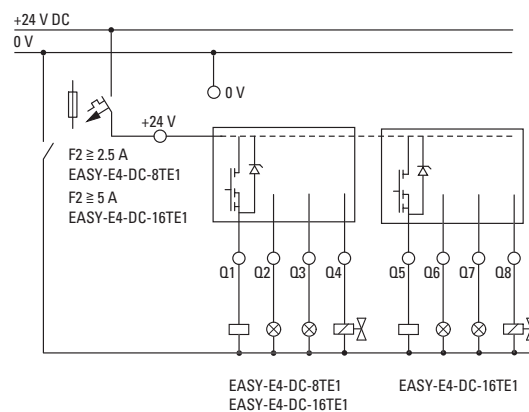 +24 V DC
0 V
0 V
+24 V
F2 ≧ 2.5 A
EASY-E4-DC-8TE1
F2 ≧ 5 A
EASY-E4-DC-16TE1
Q1 Q2 Q3 Q4 Q5 Q6 Q7 Q8
EASY-E4-DC-8TE1 EASY-E4-DC-16TE1
EASY-E4-DC-16TE1